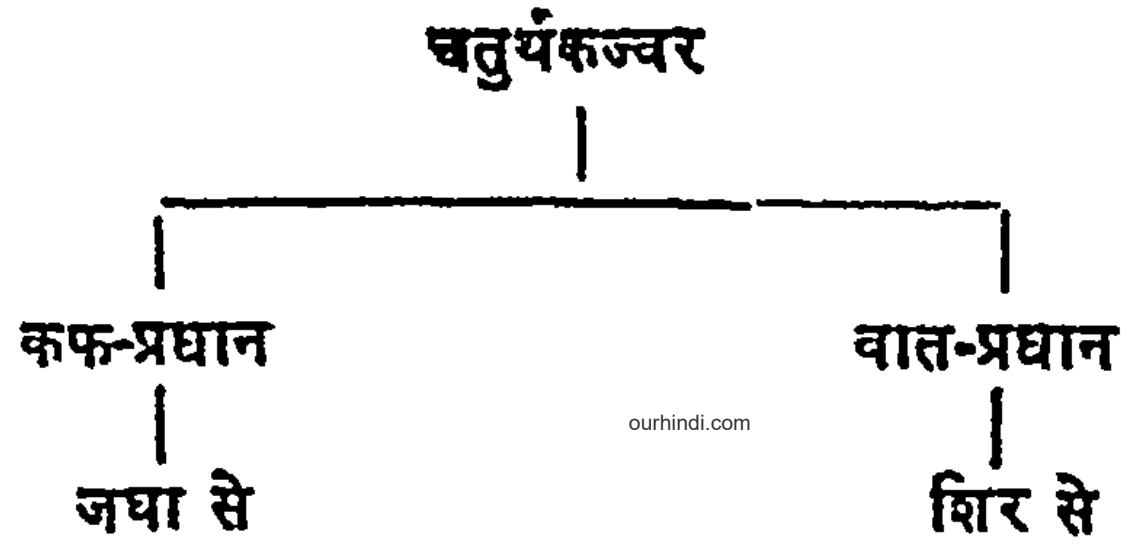 चतुर्थकज्वर
कफ-प्रधान
वात-प्रधान
ourhindi.com
जघा से
शिर से